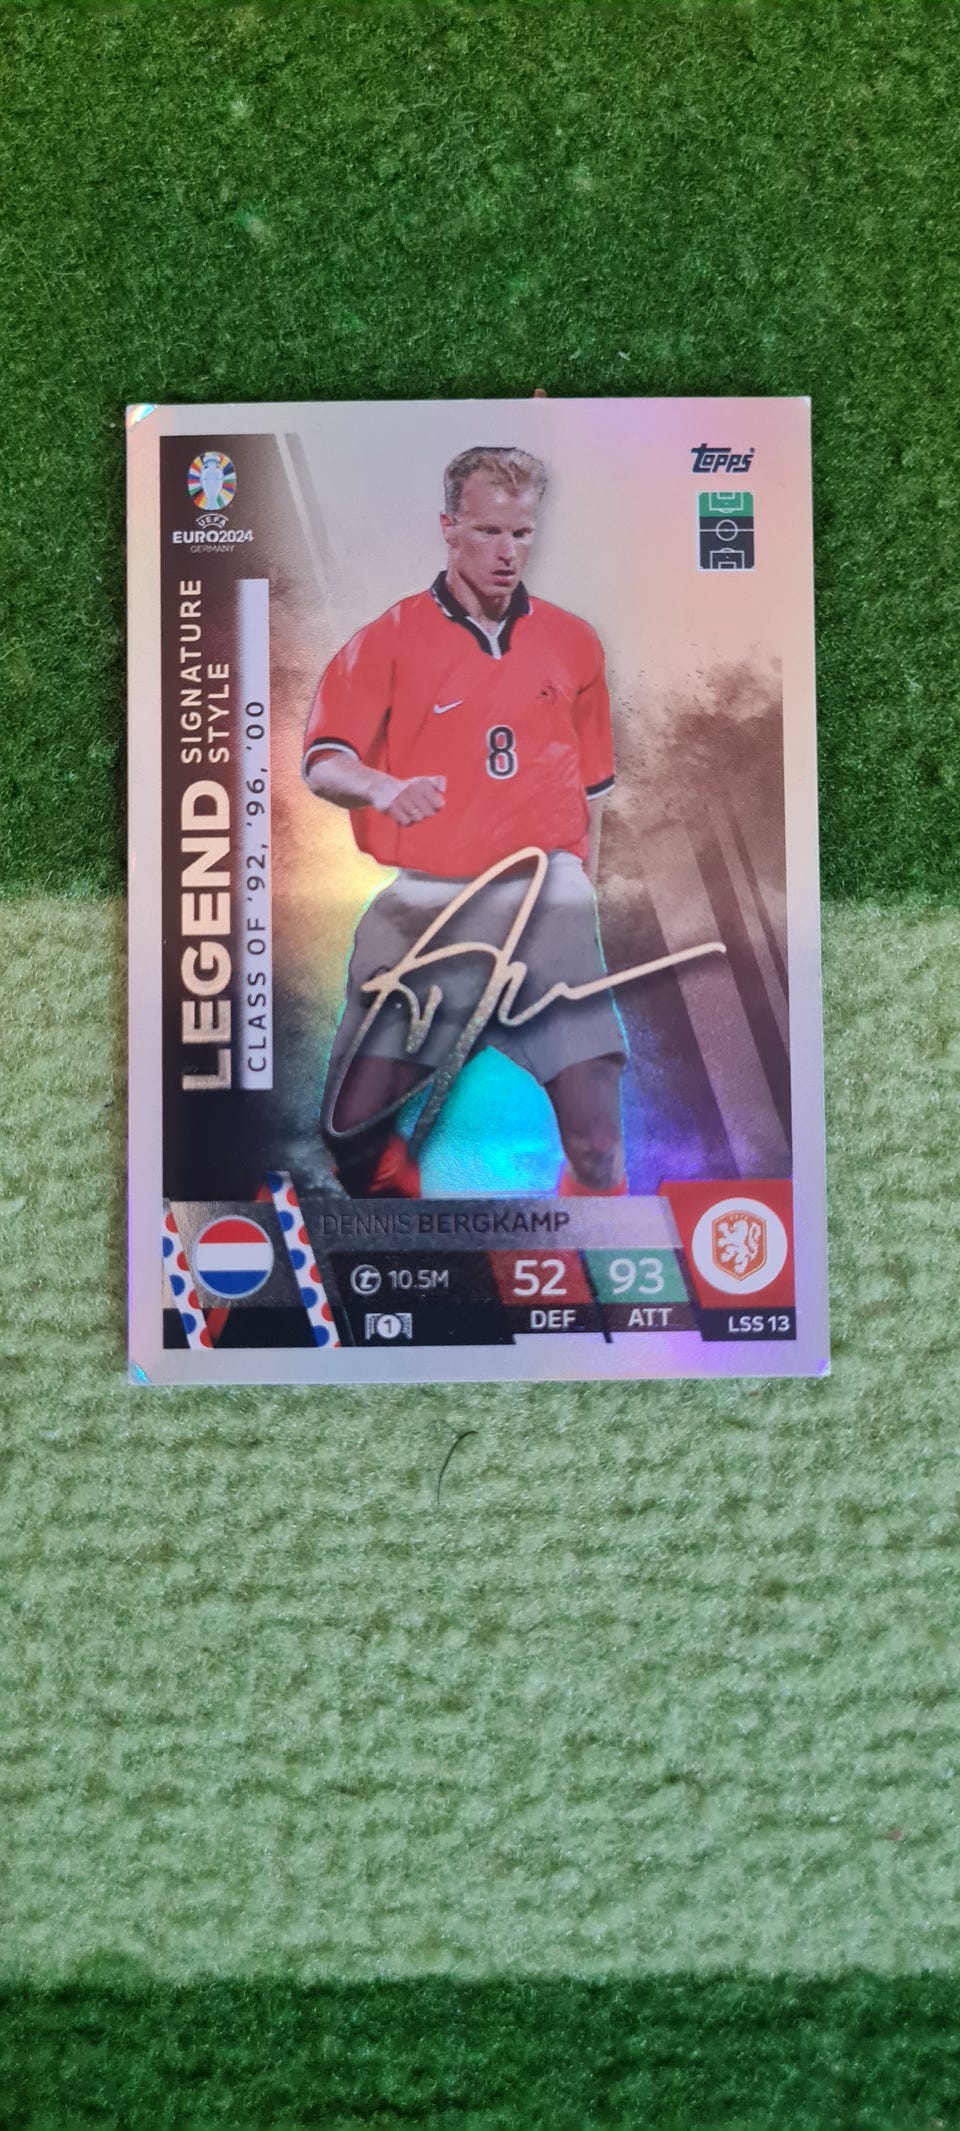 topps
UEFA
EURO2024
GERMANY
LEGEND
SIGNATURE
STYLE
CLASS OF '92, '96, '00
8
DENNIS BERGKAMP
t 10.5M
52
93
1
DEF
ATT
LSS 13